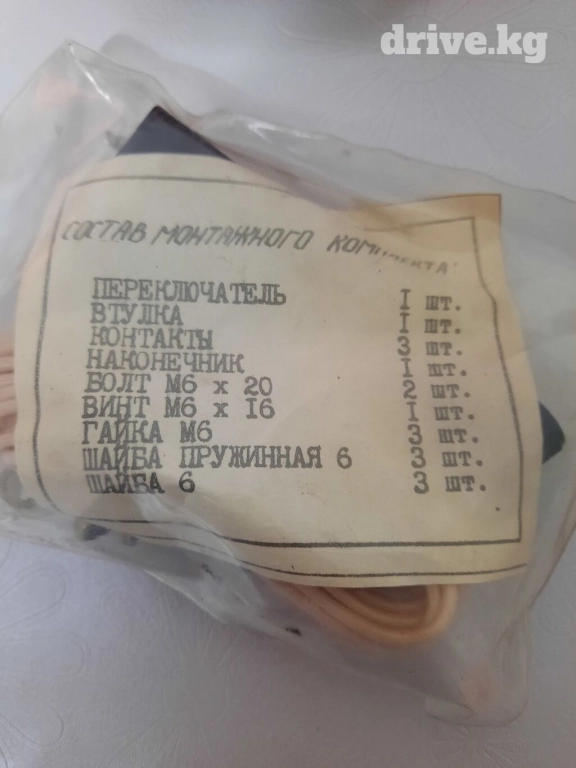 drive.kg
СОСТАВ МОНТАЖНОГО КОМПЛЕКТА:
ПЕРЕКЛЮЧАТЕЛЬ I шт.
ВТУЛКА I шт.
КОНТАКТЫ 3 шт.
НАКОНЕЧНИК I шт.
БОЛТ М6 х 20 2 шт.
ВИНТ М6 х I6 I шт.
ГАЙКА М6 3 шт.
ШАЙБА ПРУЖИННАЯ 6 3 шт.
ШАЙБА 6 3 шт.